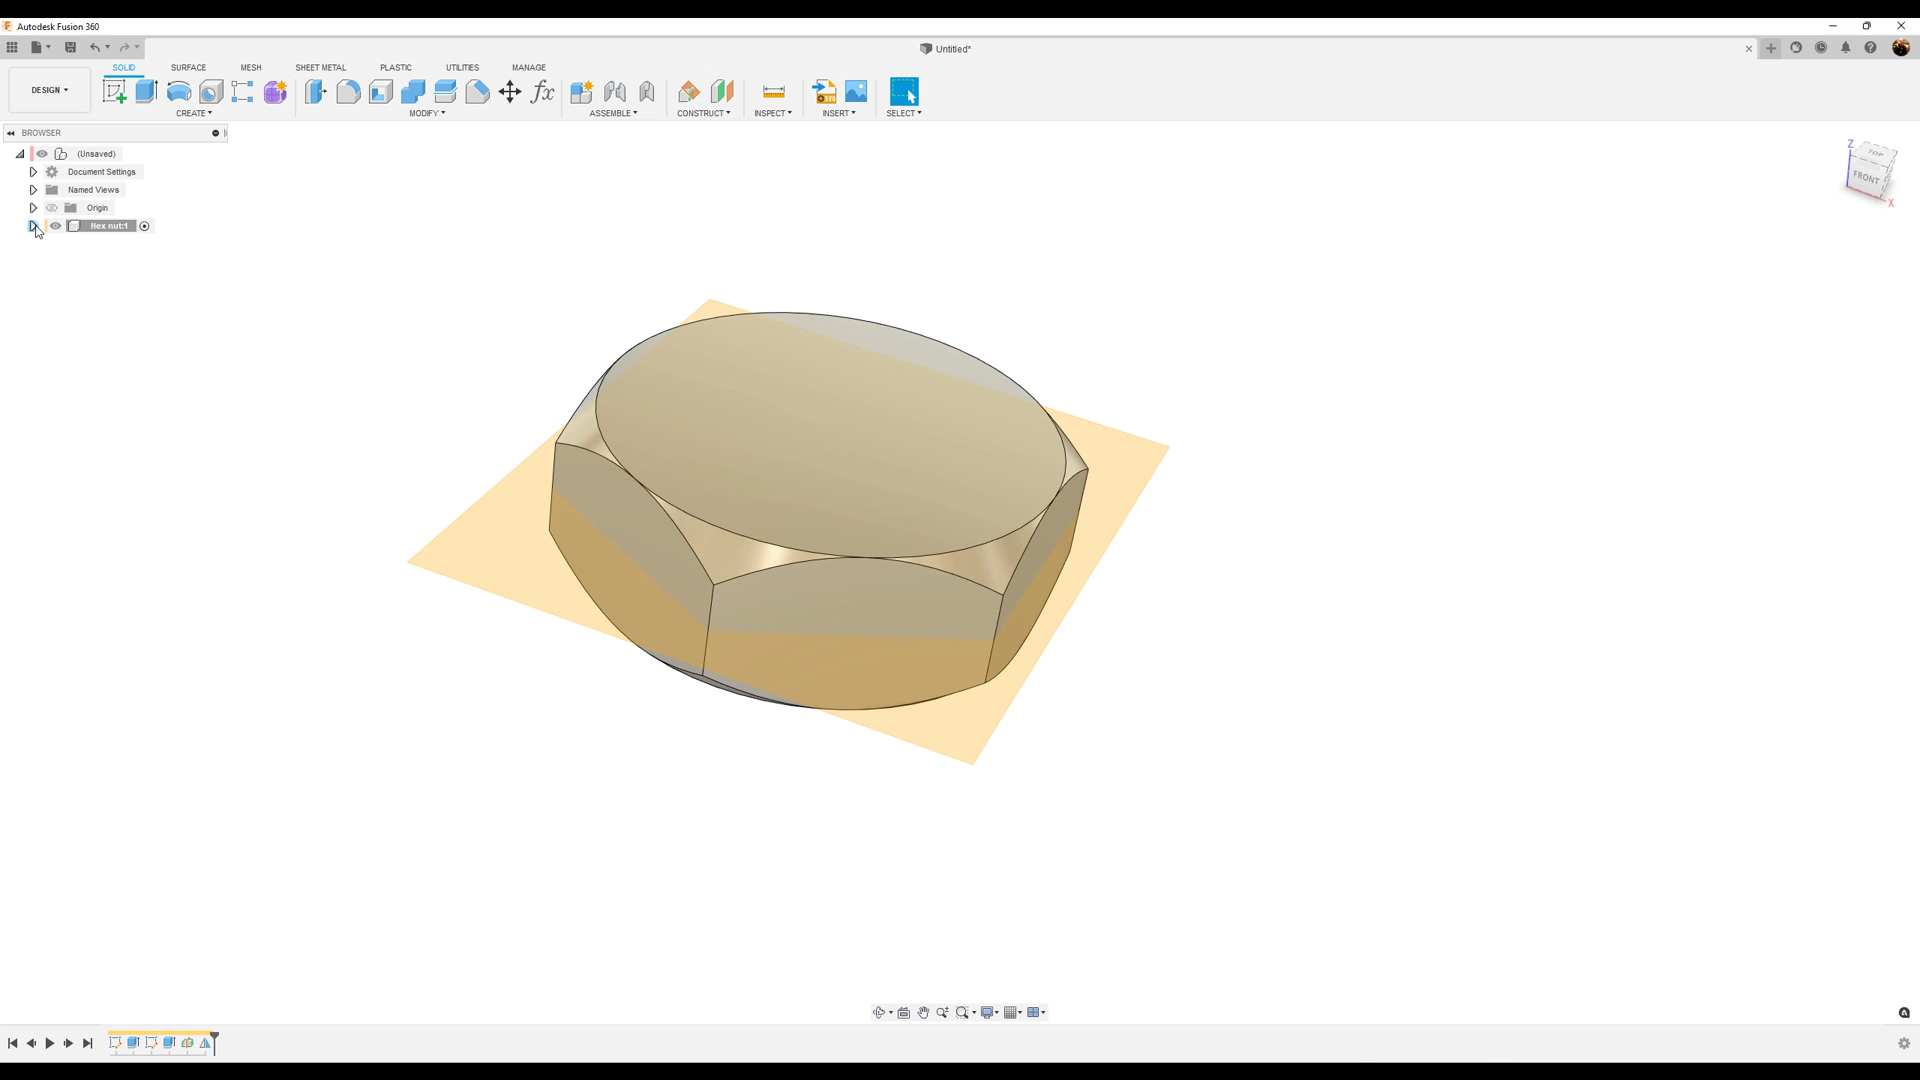 Autodesk Fusion 360
Untitled*
SOLID SURFACE MESH SHEET METAL PLASTIC UTILITIES MANAGE
DESIGN
CREATE MODIFY ASSEMBLE CONSTRUCT INSPECT INSERT SELECT
BROWSER
(Unsaved)
Document Settings
Named Views
Origin
Hex nut:1
Z
TOP
FRONT
X